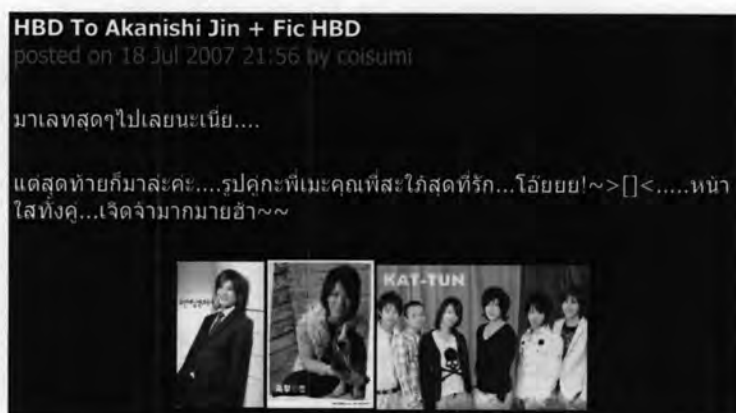 HBD To Akanishi Jin + Fic HBD
posted on 18 Jul 2007 21:56 by coisumi
มาเลทสุดๆไปเลยนะเนี่ย....
แต่สุดท้ายก็มาล่ะค่ะ....รูปคู่กะพี่เมะคุณพี่สะใภ้สุดที่รัก...โอ๊ยยย!~>[]<.....หน้า
ใสทั้งคู่...เจิดจ้ามากมายฮ้า~~
KAT-TUN